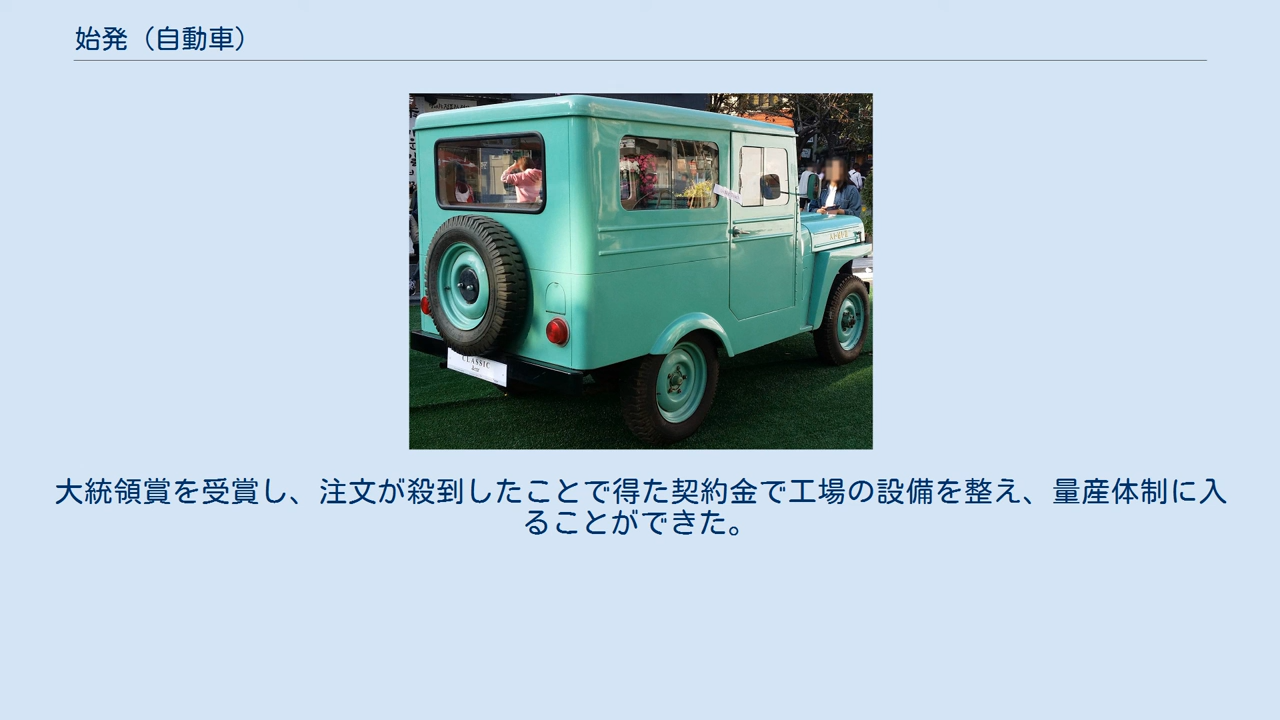 始発（自動車）
CLASSIC
大統領賞を受賞し、注文が殺到したことで得た契約金で工場の設備を整え、量産体制に入
ることができた。